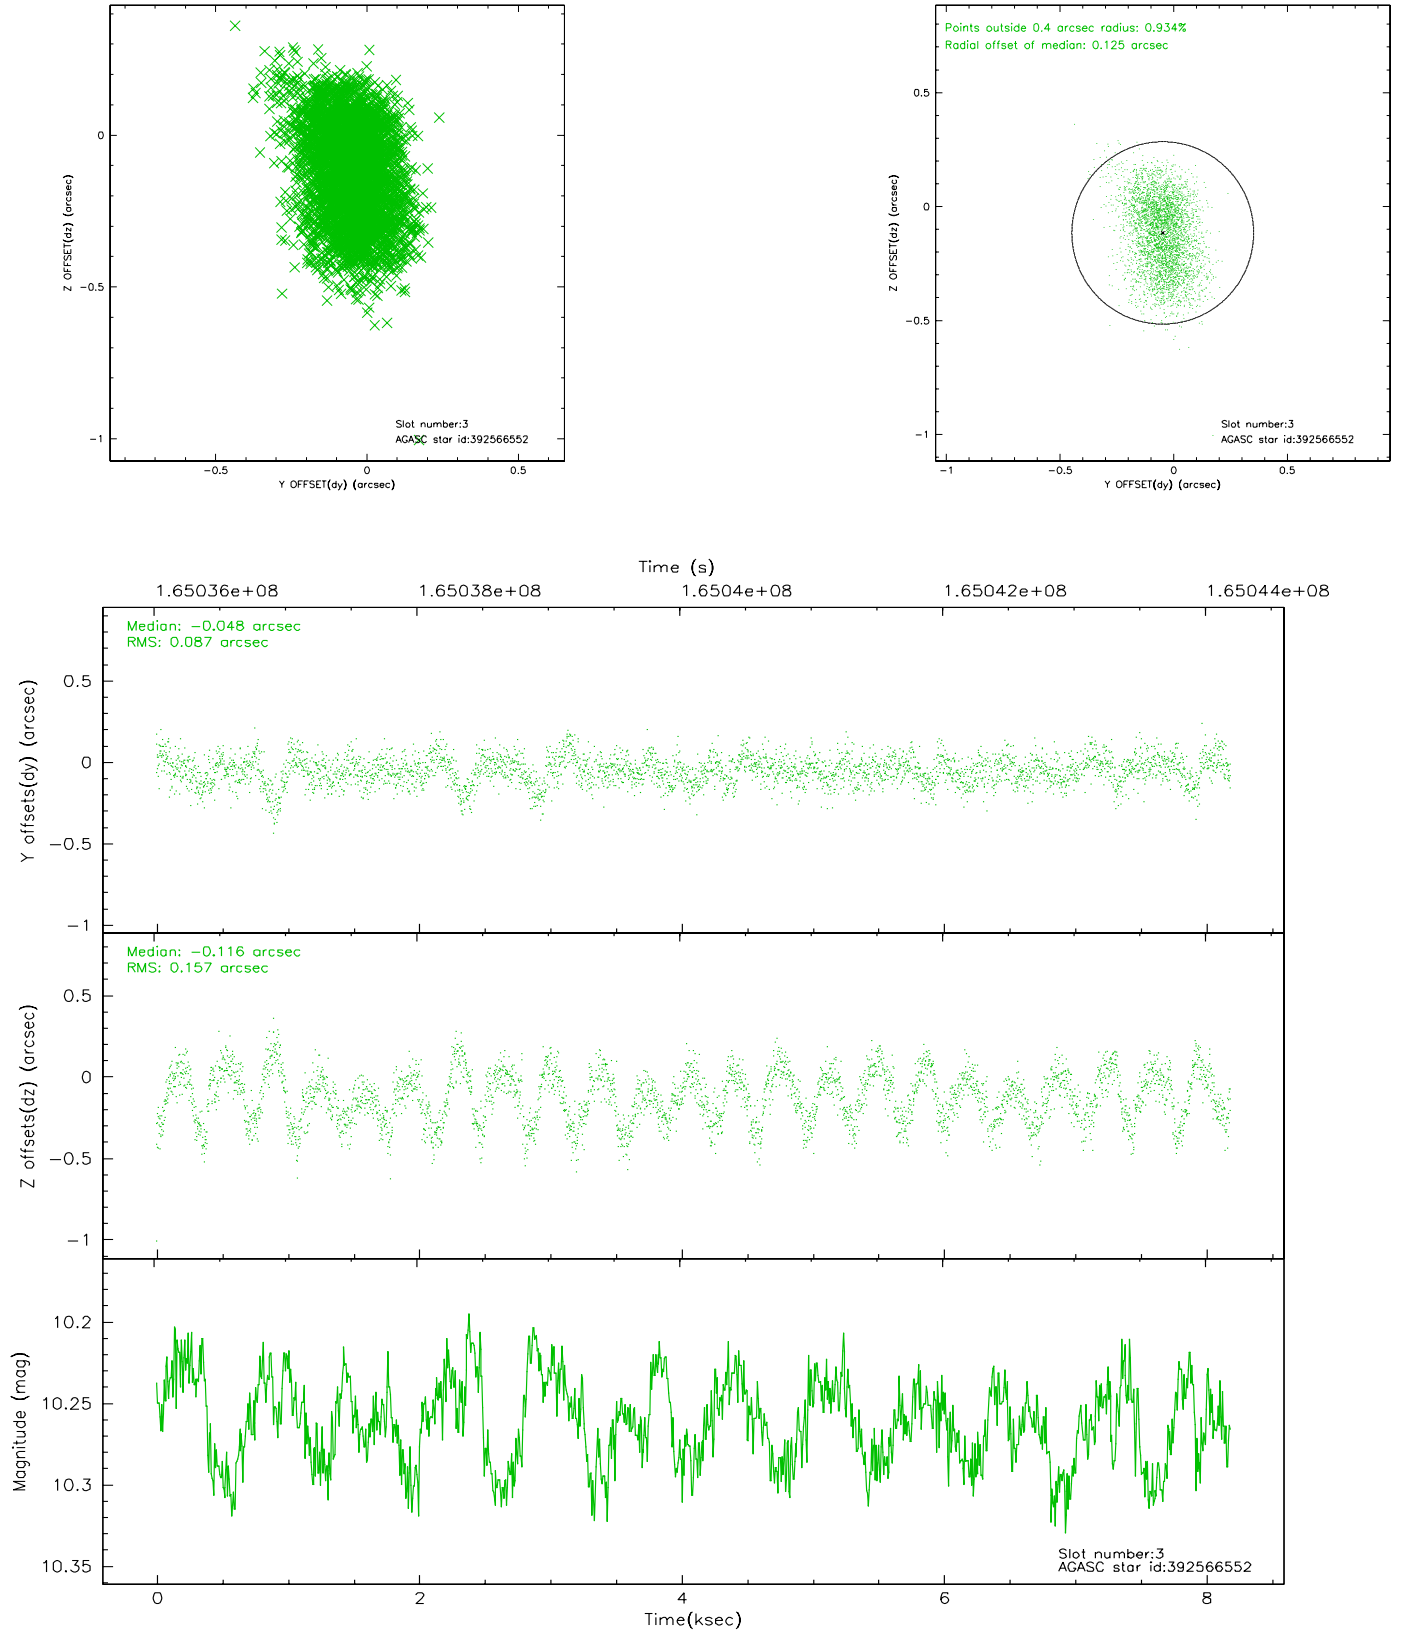 0
−0.5
−1
Z OFFSET(dz) (arcsec)
−0.5
0
0.5
Y OFFSET(dy) (arcsec)
Slot number:3
AGASC star id:392566552
Points outside 0.4 arcsec radius: 0.934%
Radial offset of median: 0.125 arcsec
0.5
0
−0.5
−1
Z OFFSET(dz) (arcsec)
−1
−0.5
0
0.5
Y OFFSET(dy) (arcsec)
Slot number:3
AGASC star id:392566552
Time (s)
1.65036e+08
1.65038e+08
1.6504e+08
1.65042e+08
1.65044e+08
Median: −0.048 arcsec
RMS: 0.087 arcsec
0.5
0
−0.5
−1
Y offsets(dy) (arcsec)
Median: −0.116 arcsec
RMS: 0.157 arcsec
0.5
0
−0.5
−1
Z offsets(dz) (arcsec)
10.2
10.25
10.3
10.35
Magnitude (mag)
Slot number:3
AGASC star id:392566552
0
2
4
6
8
Time(ksec)